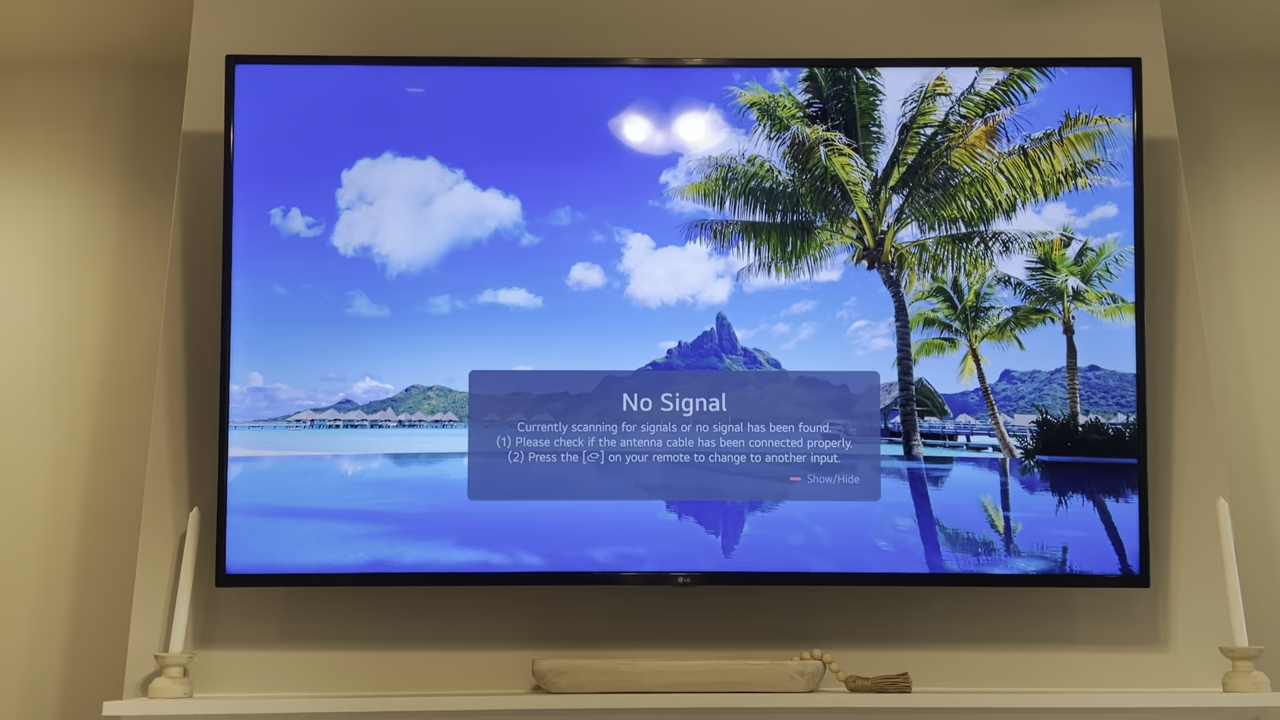 No Signal
Currently scanning for signals or no signal has been found.
(1) Please check if the antenna cable has been connected properly.
(2) Press the [⮺] on your remote to change to another input.
Show/Hide
LG